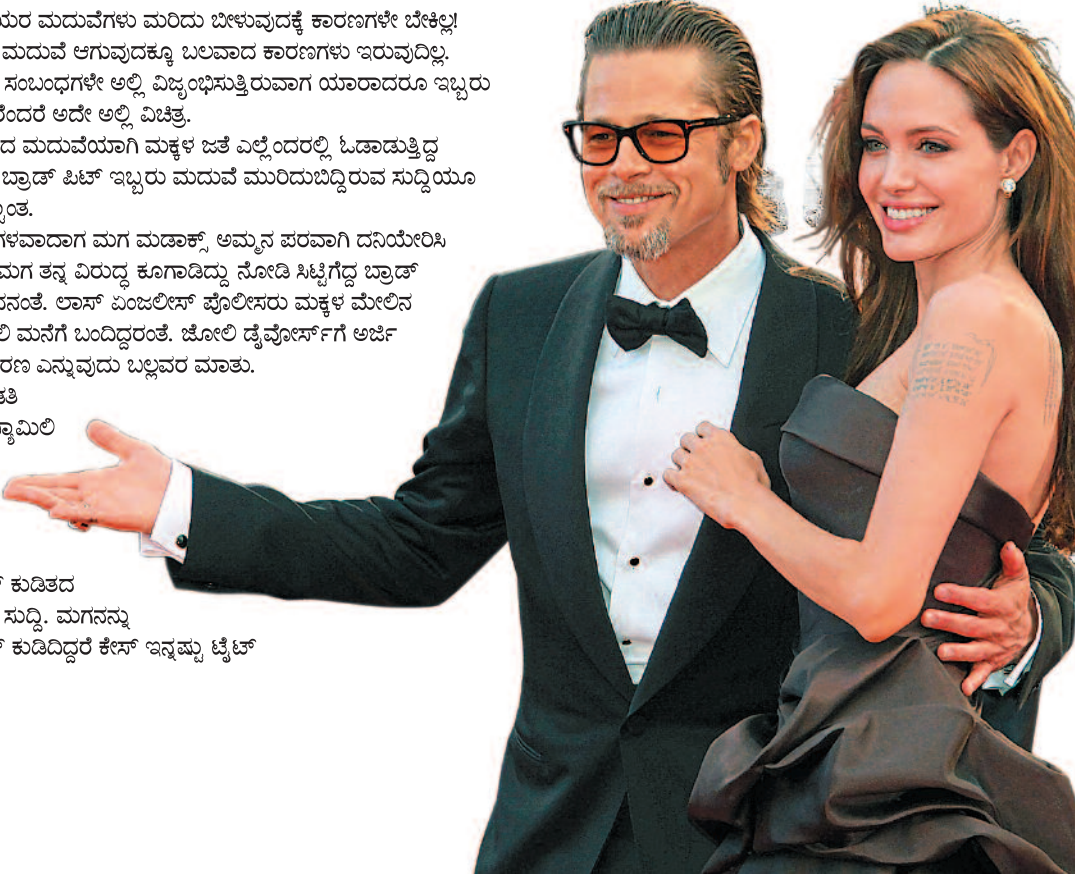 ಯರ ಮದುವೆಗಳು ಮರಿದು ಬೀಳುವುದಕ್ಕೆ ಕಾರಣಗಳೇ ಬೇಕಿಲ್ಲ!
ಮದುವೆ ಆಗುವುದಕ್ಕೂ ಬಲವಾದ ಕಾರಣಗಳು ಇರುವುದಿಲ್ಲ.
ಸಂಬಂಧಗಳೇ ಅಲ್ಲಿ ವಿಜೃಂಭಿಸುತ್ತಿರುವಾಗ ಯಾರಾದರೂ ಇಬ್ಬರು
ರೆಂದರೆ ಅದೇ ಅಲ್ಲಿ ವಿಚಿತ್ರ.
ದ ಮದುವೆಯಾಗಿ ಮಕ್ಕಳ ಜತೆ ಎಲ್ಲೆಂದರಲ್ಲಿ ಓಡಾಡುತ್ತಿದ್ದ
ಬ್ರಾಡ್ ಪಿಟ್ ಇಬ್ಬರು ಮದುವೆ ಮುರಿದುಬಿದ್ದಿರುವ ಸುದ್ದಿಯೂ
ಗಳವಾದಾಗ ಮಗ ಮಡಾಕ್ಸ್ ಅಮ್ಮನ ಪರವಾಗಿ ದನಿಯೇರಿಸಿ
ಮಗ ತನ್ನ ವಿರುದ್ಧ ಕೂಗಾಡಿದ್ದು ನೋಡಿ ಸಿಟ್ಟಿಗೆದ್ದ ಬ್ರಾಡ್
ನಂತೆ. ಲಾಸ್ ಏಂಜಲೀಸ್ ಪೊಲೀಸರು ಮಕ್ಕಳ ಮೇಲಿನ
ಲಿ ಮನೆಗೆ ಬಂದಿದ್ದರಂತೆ. ಜೋಲಿ ಡೈವೋರ್ಸ್‌ಗೆ ಅರ್ಜಿ
ರಣ ಎನ್ನುವುದು ಬಲ್ಲವರ ಮಾತು.
ಡತಿ
್ಯಾಮಿಲಿ
ಕುಡಿತದ
ಸುದ್ದಿ. ಮಗನನ್ನು
ಕುಡಿದಿದ್ದರೆ ಕೇಸ್ ಇನ್ನಷ್ಟು ಟೈಟ್